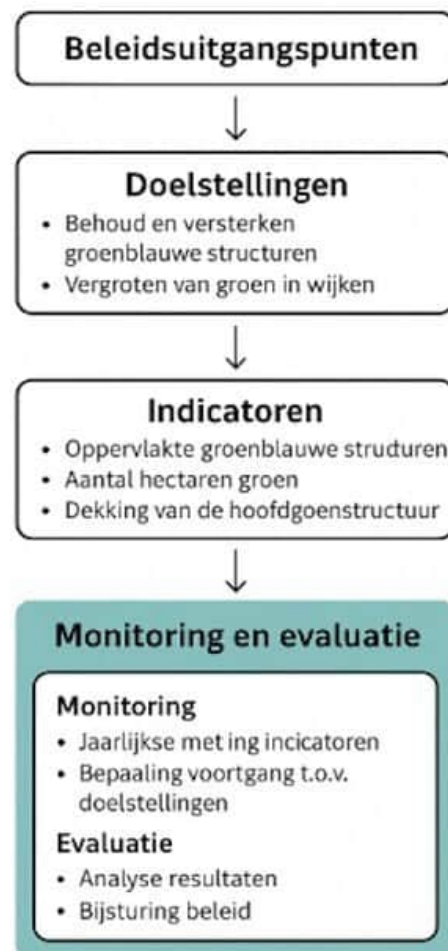 Beleidsuitgangspunten
Doelstellingen
• Behoud en versterken
groenblauwe structuren
• Vergroten van groen in wijken
Indicatoren
• Oppervlakte groenblauwe struduren
• Aantal hectaren groen
• Dekking van de hoofdgoenstructuur
Monitoring en evaluatie
Monitoring
• Jaarlijkse met ing incicatoren
• Bepaaling voortgang t.o.v.
doelstellingen
Evaluatie
• Analyse resultaten
• Bijsturing beleid